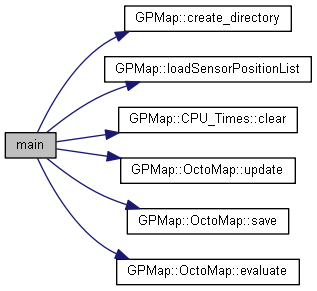 GPMap::create_directory
GPMap::loadSensorPositionList
GPMap::CPU_Times::clear
main
GPMap::OctoMap::update
GPMap::OctoMap::save
GPMap::OctoMap::evaluate